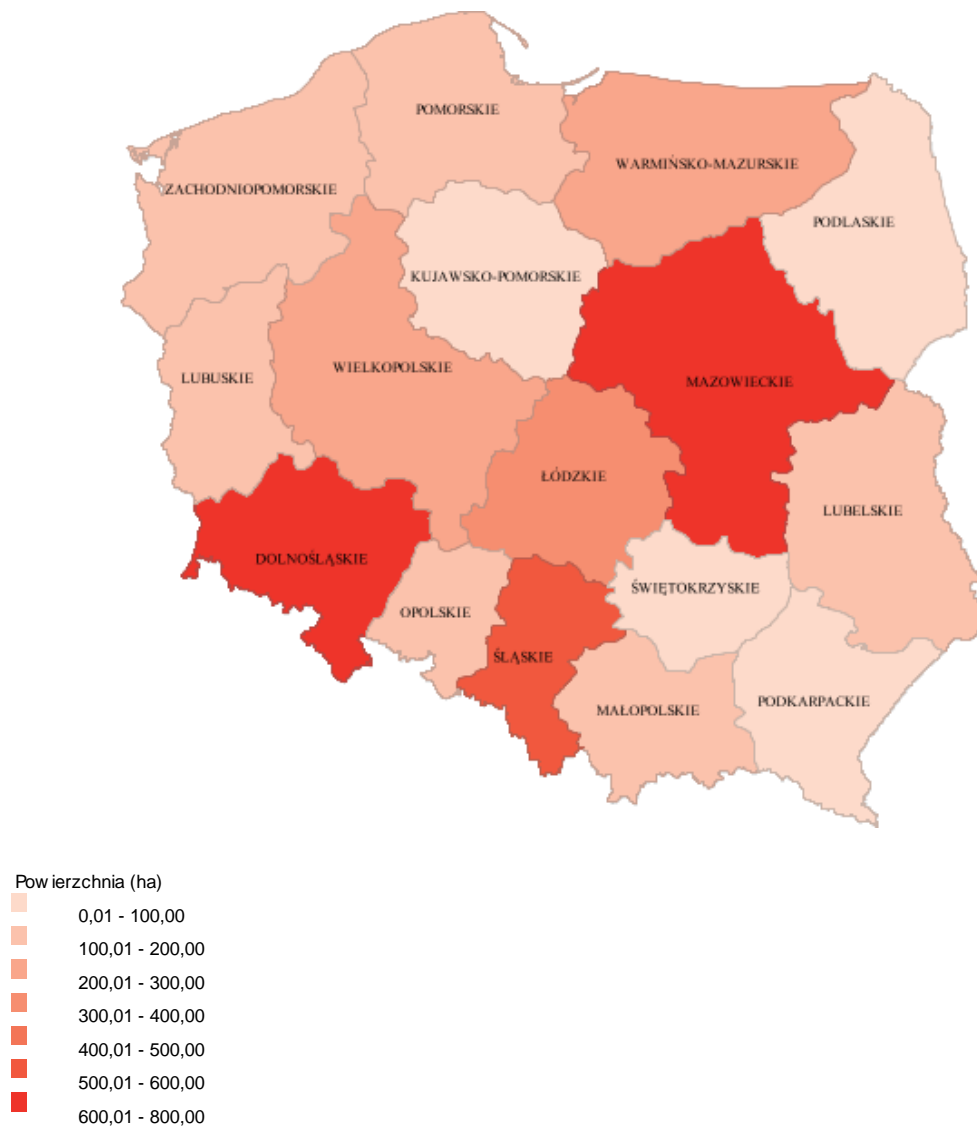 POMORSKIE
WARMIŃSKO-MAZURSKIE
ZACHODNIOPOMORSKIE
PODLASKIE
KUJAWSKO-POMORSKIE
WIELKOPOLSKIE
LUBUSKIE
MAZOWIECKIE
ŁÓDZKIE
LUBELSKIE
DOLNOŚLĄSKIE
ŚWIĘTOKRZYSKIE
OPOLSKIE
ŚLĄSKIE
PODKARPACKIE
MAŁOPOLSKIE
Powierzchnia (ha)
0,01 - 100,00
100,01 - 200,00
200,01 - 300,00
300,01 - 400,00
400,01 - 500,00
500,01 - 600,00
600,01 - 800,00